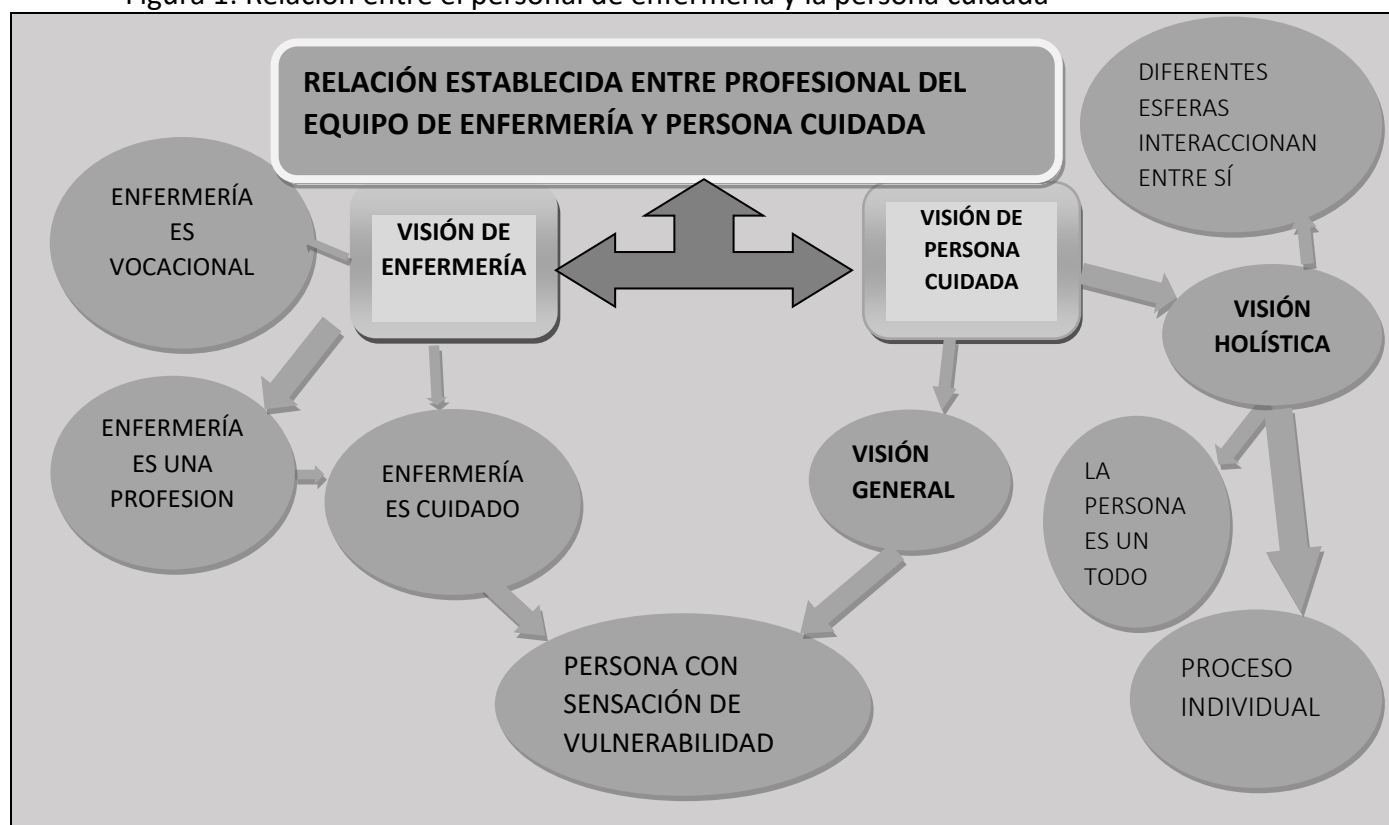 Figura 1. Relación entre el personal de enfermería y la persona cuidada
RELACIÓN ESTABLECIDA ENTRE PROFESIONAL DEL
EQUIPO DE ENFERMERÍA Y PERSONA CUIDADA
DIFERENTES
ESFERAS
INTERACCIONAN
ENTRE SÍ
ENFERMERÍA
ES
VOCACIONAL
VISIÓN DE
ENFERMERÍA
VISIÓN DE
PERSONA
CUIDADA
VISIÓN
HOLÍSTICA
ENFERMERÍA
ES UNA
PROFESION
ENFERMERÍA
ES CUIDADO
VISIÓN
GENERAL
LA
PERSONA
ES UN
TODO
PERSONA CON
SENSACIÓN DE
VULNERABILIDAD
PROCESO
INDIVIDUAL